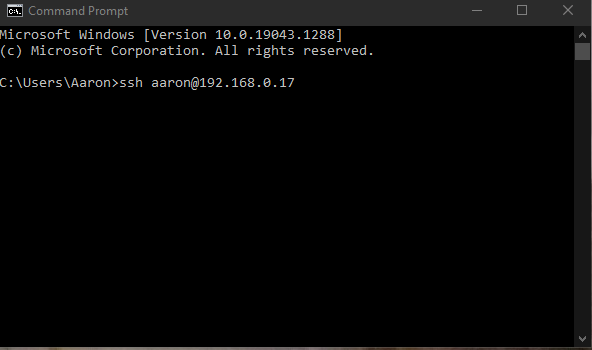 Command Prompt
Microsoft Windows [Version 10.0.19043.1288]
(c) Microsoft Corporation. All rights reserved.
C:\Users\Aaron>ssh aaron@192.168.0.17